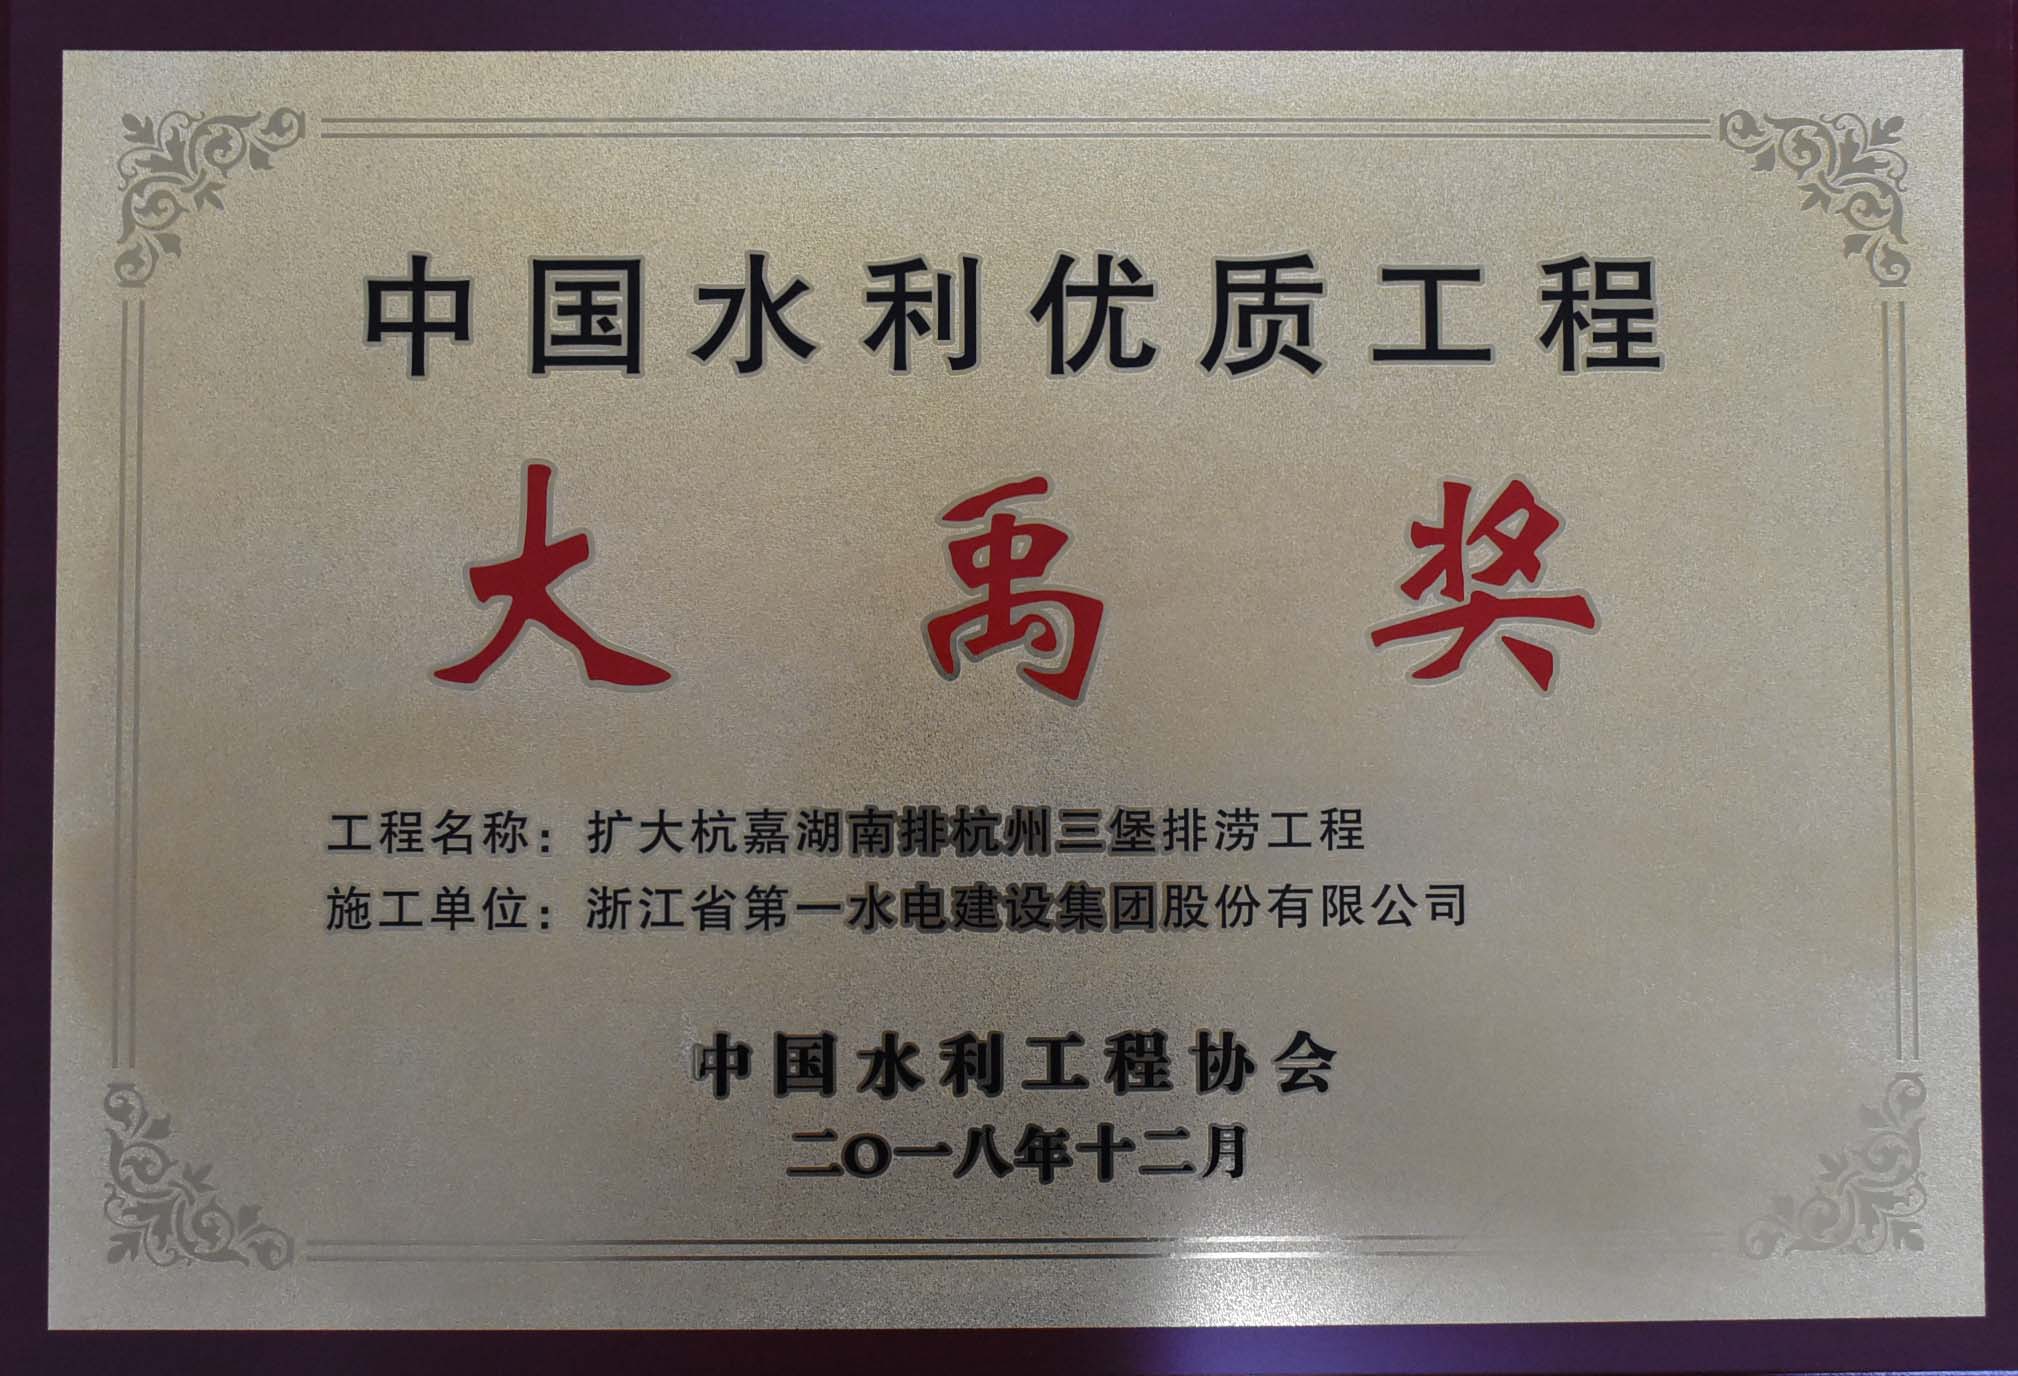 中国水利优质工程
大禹奖
工程名称：扩大杭嘉湖南排杭州三堡排涝工程
施工单位：浙江省第一水电建设集团股份有限公司
中国水利工程协会
二〇一八年十二月